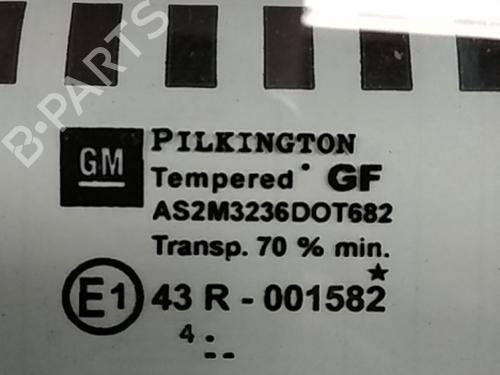 B-PARTS
GM
PILKINGTON
Tempered GF
AS2M3236DOT682
Transp. 70 % min.
E1 43 R - 001582
4